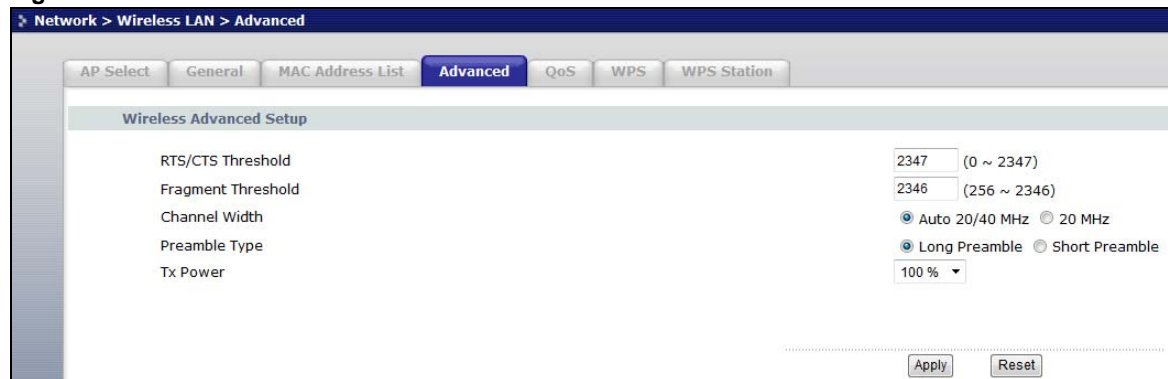 Network > Wireless LAN > Advanced
AP Select General MAC Address List Advanced QoS WPS WPS Station
Wireless Advanced Setup
RTS/CTS Threshold 2347 (0 ~ 2347)
Fragment Threshold 2346 (256 ~ 2346)
Channel Width Auto 20/40 MHz 20 MHz
Preamble Type Long Preamble Short Preamble
Tx Power 100 %
Apply Reset